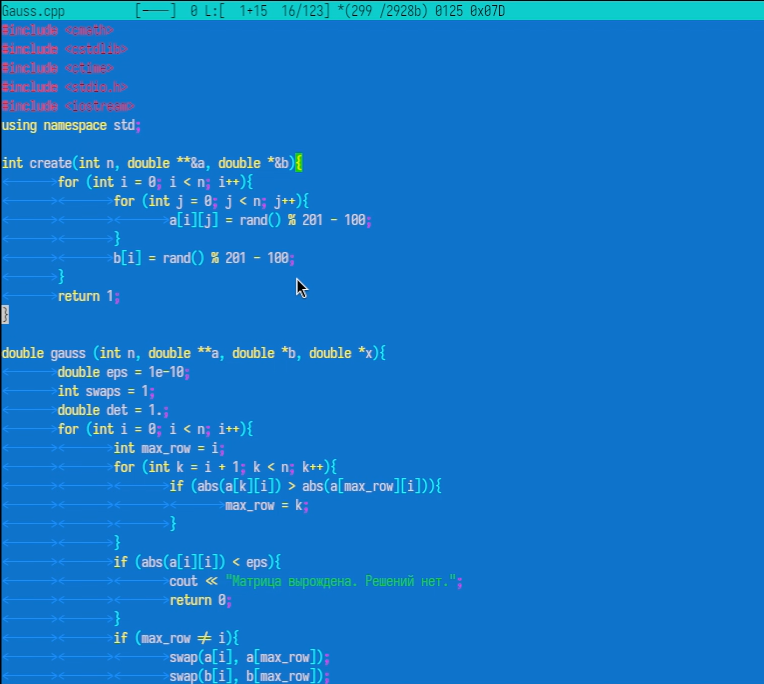 Gauss.cpp [----] 0 L:[ 1+15 16/123] *(299 /2928b) 0125 0x07D
#include <cmath>
#include <cstdlib>
#include <ctime>
#include <stdio.h>
#include <iostream>
using namespace std;
int create(int n, double **&a, double *&b){
for (int i = 0; i < n; i++){
for (int j = 0; j < n; j++){
a[i][j] = rand() % 201 - 100;
}
b[i] = rand() % 201 - 100;
}
return 1;
}
double gauss (int n, double **a, double *b, double *x){
double eps = 1e-10;
int swaps = 1;
double det = 1.;
for (int i = 0; i < n; i++){
int max_row = i;
for (int k = i + 1; k < n; k++){
if (abs(a[k][i]) > abs(a[max_row][i])){
max_row = k;
}
}
if (abs(a[i][i]) < eps){
cout << "Матрица вырождена. Решений нет.";
return 0;
}
if (max_row != i){
swap(a[i], a[max_row]);
swap(b[i], b[max_row]);